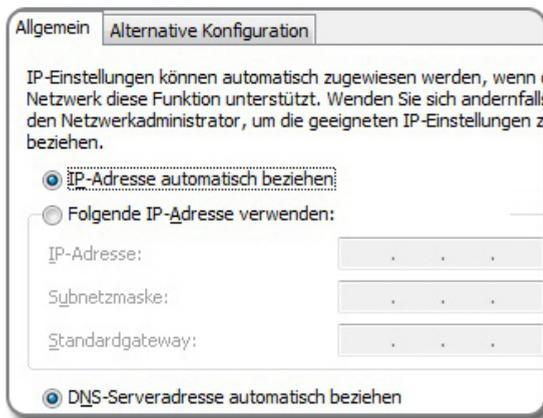 Allgemein
Alternative Konfiguration
IP-Einstellungen können automatisch zugewiesen werden, wenn
Netzwerk diese Funktion unterstützt. Wenden Sie sich andernfalls
den Netzwerkadministrator, um die geeigneten IP-Einstellungen z
beziehen.
IP-Adresse automatisch beziehen
Folgende IP-Adresse verwenden:
IP-Adresse:
Subnetzmaske:
Standardgateway:
DNS-Serveradresse automatisch beziehen